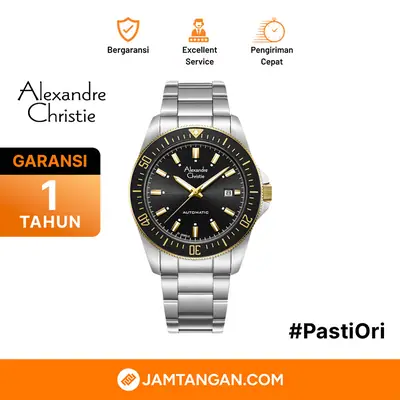 Bergaransi
Excellent
Service
Pengiriman
Cepat
Alexandre
Christie
GARANSI
1
TAHUN
Alexandre
Christie
AUTOMATIC
#PastiOri
JAMTANGAN.COM